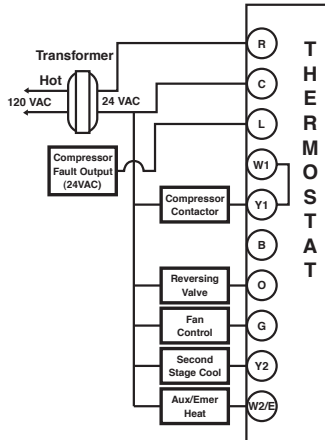 Transformer
Hot
120 VAC
24 VAC
Compressor
Fault Output
(24VAC)
Compressor
Contactor
Reversing
Valve
Fan
Control
Second
Stage Cool
Aux/Emer
Heat
R
C
L
W1
Y1
B
O
G
Y2
W2/E
THERMOSTAT